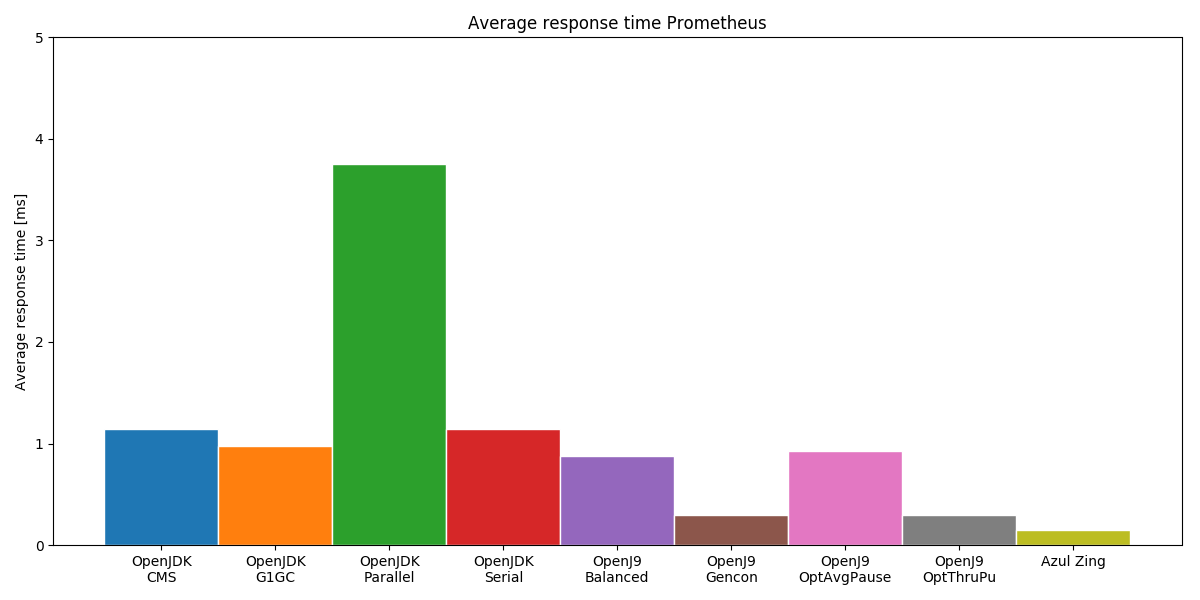 Average response time Prometheus
Average response time [ms]
5
4
3
2
1
0
OpenJDK
CMS
OpenJDK
G1GC
OpenJDK
Parallel
OpenJDK
Serial
OpenJ9
Balanced
OpenJ9
Gencon
OpenJ9
OptAvgPause
OpenJ9
OptThruPu
Azul Zing